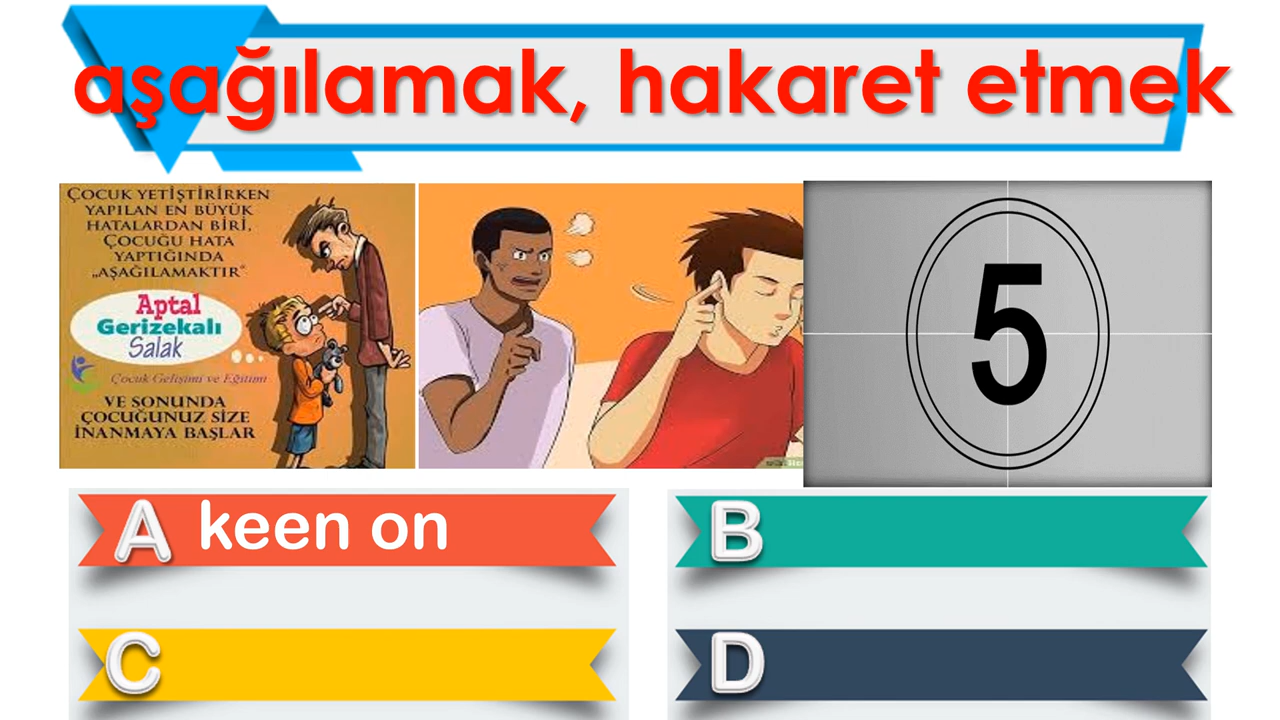 aşağılamak, hakaret etmek
ÇOCUK YETİŞTİRİRKEN
YAPILAN EN BÜYÜK
HATALARDAN BİRİ,
ÇOCUĞU HATA
YAPTIĞINDA
„AŞAĞILAMAKTIR"
Aptal
Gerizekalı
Salak
Çocuk Gelişimi ve Eğitimi
VE SONUNDA
ÇOCUĞUNUZ SİZE
İNANMAYA BAŞLAR
5
A keen on
B
C
D